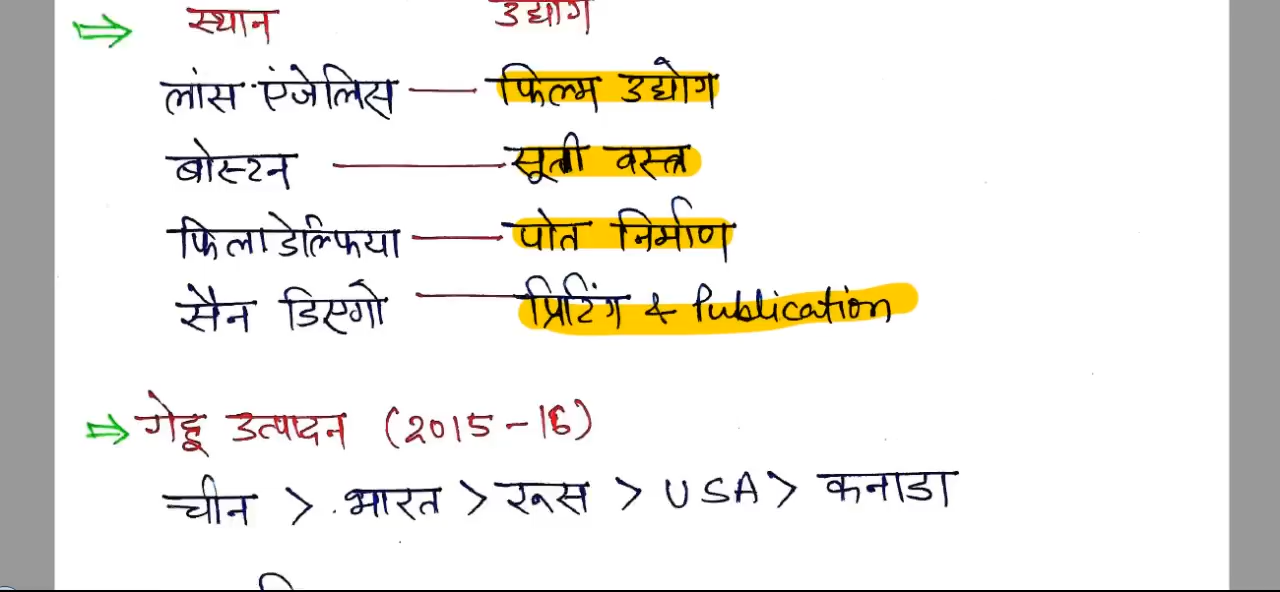 ⇒ स्थान उद्योग
लांस एंजेलिस — फिल्म उद्योग
बोस्टन — सूती वस्त्र
फिलाडेल्फिया — पोत निर्माण
सैन डिएगो — प्रिटिंग & Publication
⇒ गेहू उत्पादन (2015-16)
चीन > भारत > रूस > USA > कनाडा